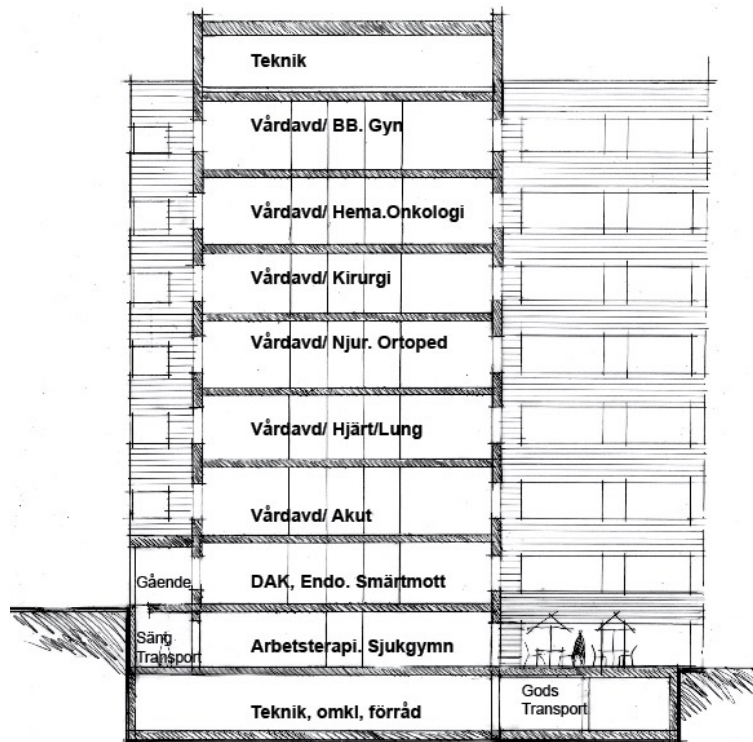 Teknik
Vårdavd/ BB. Gyn
Vårdavd/ Hema.Onkologi
Vårdavd/ Kirurgi
Vårdavd/ Njur. Ortoped
Vårdavd/ Hjärt/Lung
Vårdavd/ Akut
Gående
DAK, Endo. Smärtmott
Säng
Transport
Arbetsterapi. Sjukgymn
Gods
Transport
Teknik, omkl, förråd